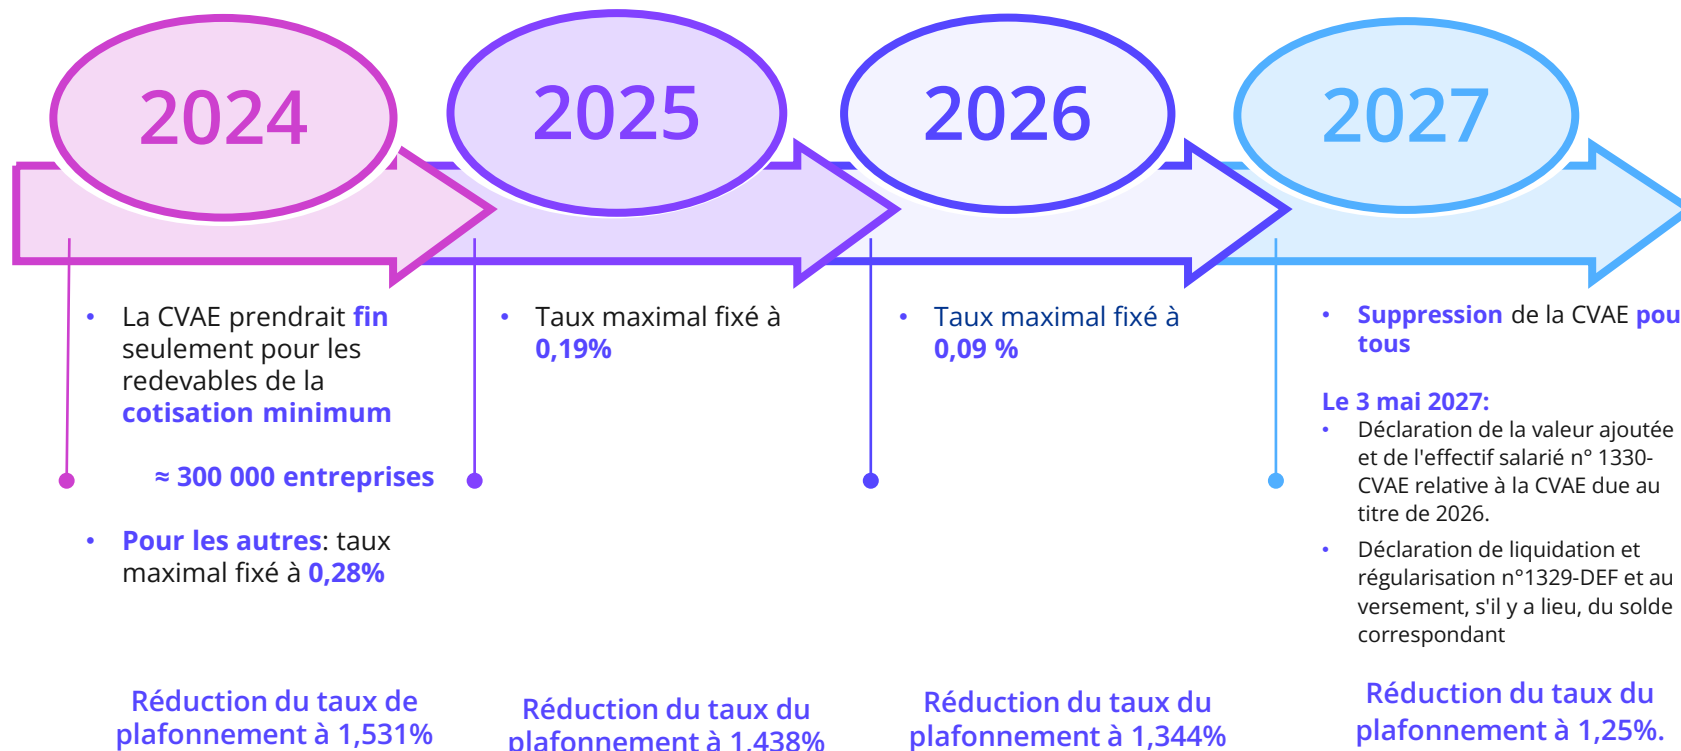 2024
La CVAE prendrait fin
seulement pour les
redevables de la
cotisation minimum
≈ 300 000 entreprises
Pour les autres: taux
maximal fixé à 0,28%
Réduction du taux de
plafonnement à 1,531%
2025
Taux maximal fixé à
0,19%
Réduction du taux du
plafonnement à 1,438%
2026
Taux maximal fixé à
0,09 %
Réduction du taux du
plafonnement à 1,344%
2027
Suppression de la CVAE pou
tous
Le 3 mai 2027:
Déclaration de la valeur ajoutée
et de l'effectif salarié n° 1330-
CVAE relative à la CVAE due au
titre de 2026.
Déclaration de liquidation et
régularisation n°1329-DEF et au
versement, s'il y a lieu, du solde
correspondant
Réduction du taux du
plafonnement à 1,25%.